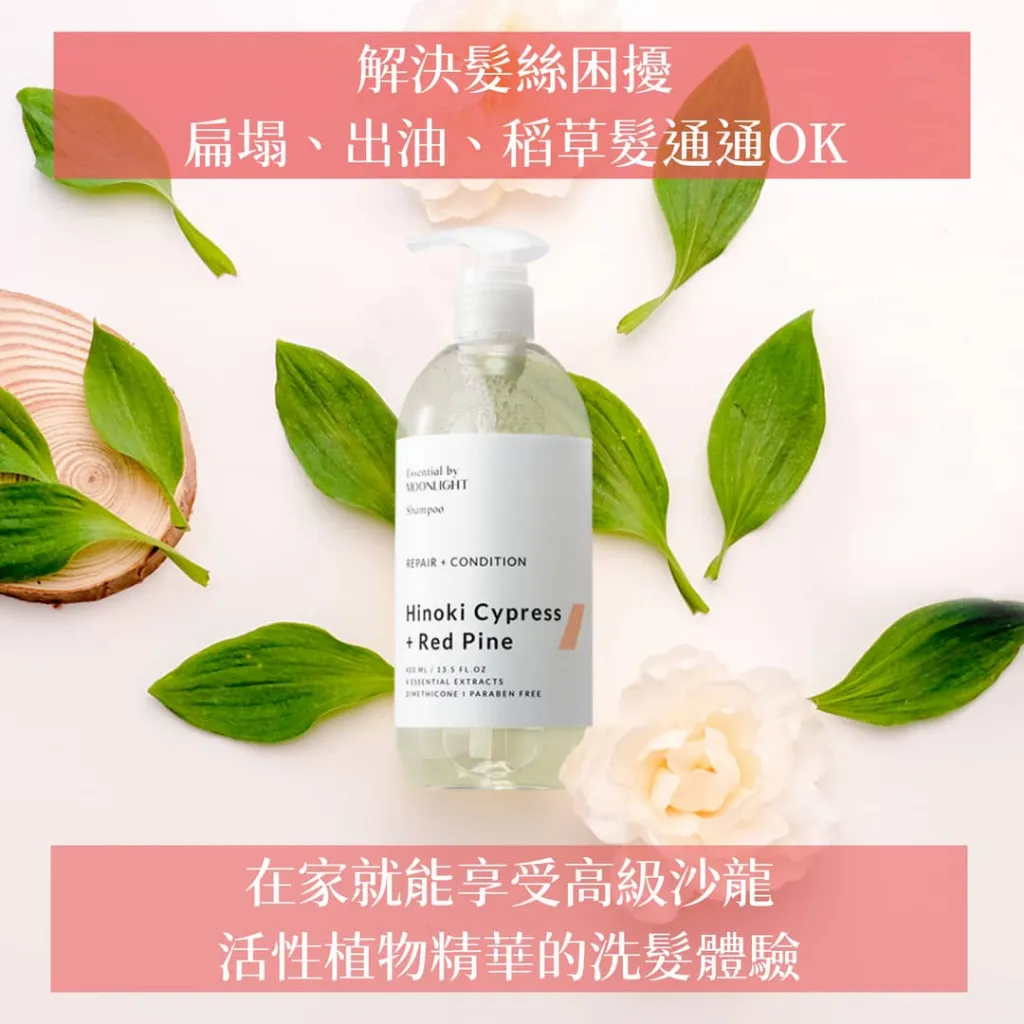 解決髮絲困擾
扁塌、出油、稻草髮通通OK
Essential by
MOONLIGHT
Shampoo
REPAIR + CONDITION
Hinoki Cypress
+ Red Pine
400 ML / 13.5 FL.OZ
ESSENTIAL EXTRACTS
DIMETHICONE I PARABEN FREE
在家就能享受高級沙龍
活性植物精華的洗髮體驗